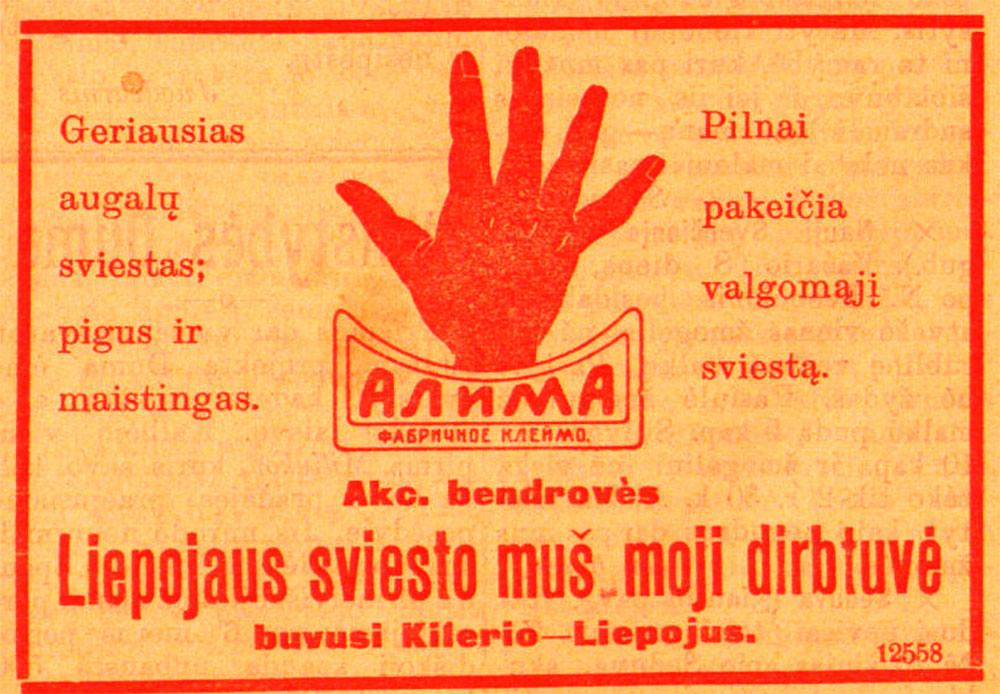 Geriausias
augalų
sviestas;
pigus ir
maistingas.
Pilnai
pakeičia
valgomąjį
sviestą.
АЛИМА
ФАБРИЧНОЕ КЛЕЙМО.
Akc. bendrovės
Liepojaus sviesto muš moji dirbtuvė
buvusi Kilerio—Liepojus.
12558